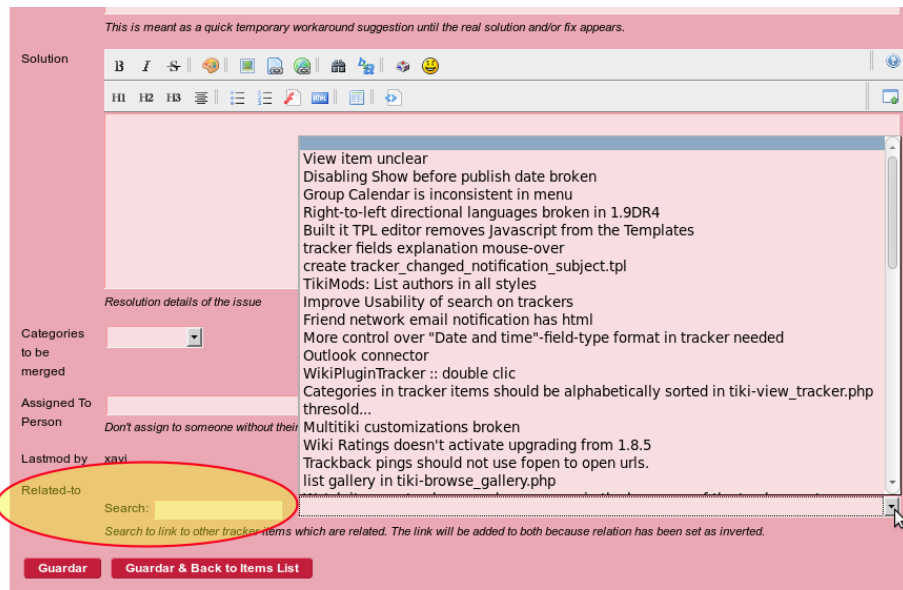 This is meant as a quick temporary workaround suggestion until the real solution and/or fix appears.
Solution
B I S
H1 H2 H3 HTML
View item unclear
Disabling Show before publish date broken
Group Calendar is inconsistent in menu
Right-to-left directional languages broken in 1.9DR4
Built it TPL editor removes Javascript from the Templates
tracker fields explanation mouse-over
create tracker_changed_notification_subject.tpl
TikiMods: List authors in all styles
Improve Usability of search on trackers
Friend network email notification has html
More control over "Date and time"-field-type format in tracker needed
Outlook connector
WikiPluginTracker :: double clic
Categories in tracker items should be alphabetically sorted in tiki-view_tracker.php
thresold...
Multitiki customizations broken
Wiki Ratings doesn't activate upgrading from 1.8.5
Trackback pings should not use fopen to open urls.
list gallery in tiki-browse_gallery.php
Resolution details of the issue
Categories
to be
merged
Assigned To
Person
Don't assign to someone without their
Lastmod by xavi
Related-to
Search:
Search to link to other tracker items which are related. The link will be added to both because relation has been set as inverted.
Guardar Guardar & Back to Items List